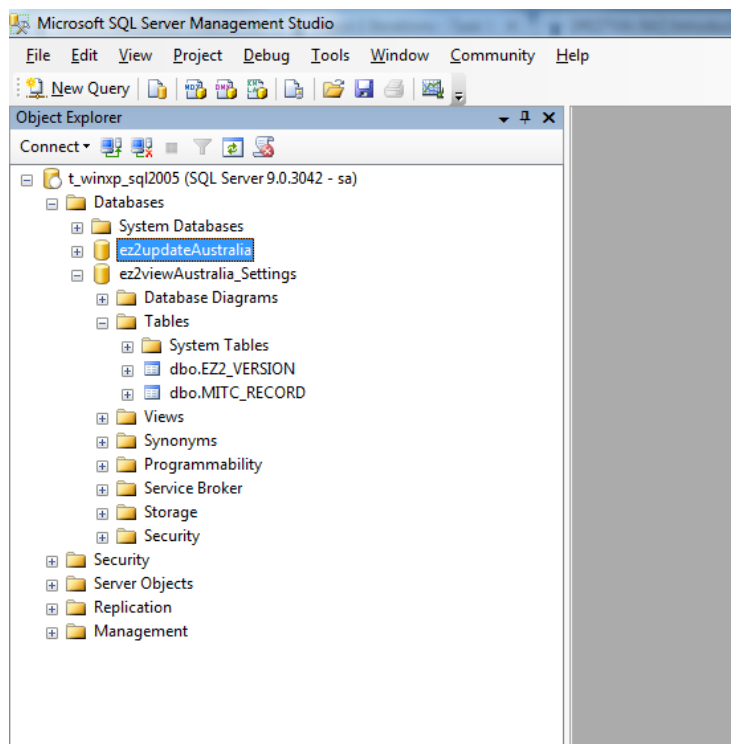 Microsoft SQL Server Management Studio
File Edit View Project Debug Tools Window Community Help
New Query
Object Explorer
Connect
t_winxp_sql2005 (SQL Server 9.0.3042 - sa)
Databases
System Databases
ez2updateAustralia
ez2viewAustralia_Settings
Database Diagrams
Tables
System Tables
dbo.EZ2_VERSION
dbo.MITC_RECORD
Views
Synonyms
Programmability
Service Broker
Storage
Security
Security
Server Objects
Replication
Management